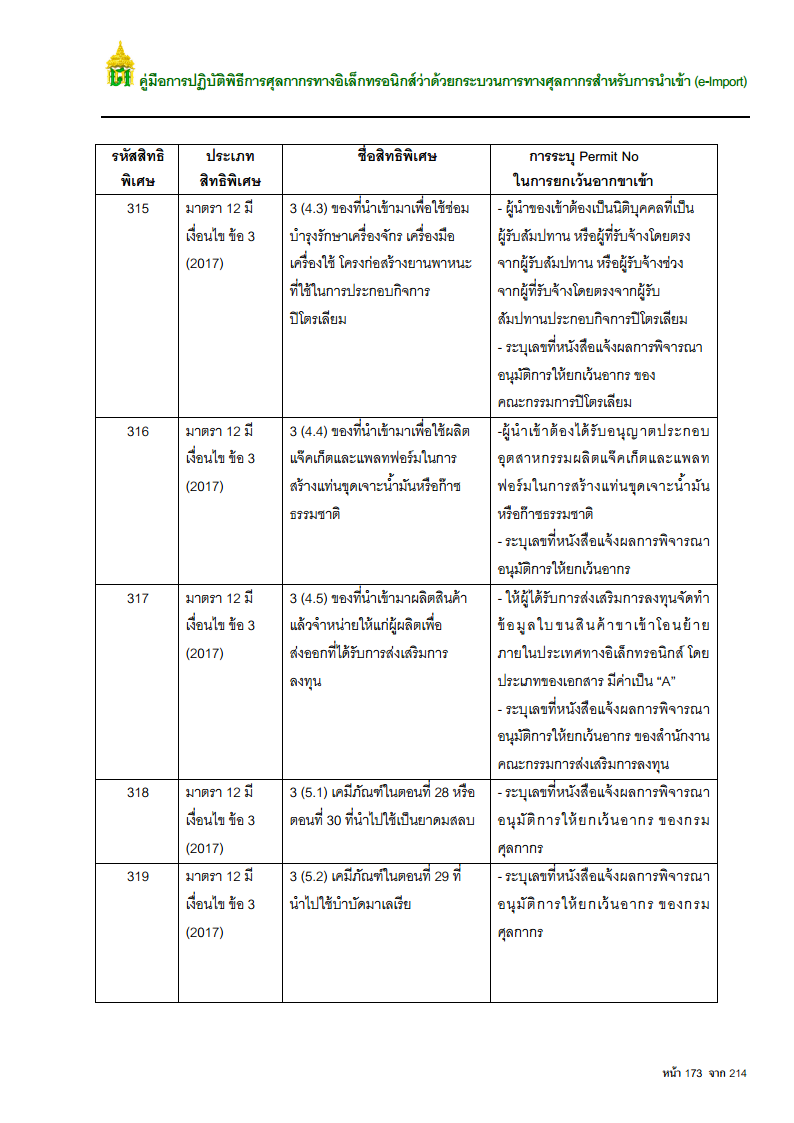 คู่มือการปฏิบัติพิธีการศุลกากรทางอิเล็กทรอนิกส์ว่าด้วยกระบวนการทางศุลกากรสำหรับการนำเข้า (e-Import)
รหัสสิทธิ
พิเศษ
ประเภท
สิทธิพิเศษ
ชื่อสิทธิพิเศษ
การระบุ Permit No
ในการยกเว้นอากขาเข้า
315
มาตรา 12 มี
เงื่อนไข ข้อ 3
(2017)
3 (4.3) ของที่นำเข้ามาเพื่อใช้ซ่อม
บำรุงรักษาเครื่องจักร เครื่องมือ
เครื่องใช้ โครงก่อสร้างยานพาหนะ
ที่ใช้ในการประกอบกิจการ
ปิโตรเลียม
- ผู้นำของเข้าต้องเป็นนิติบุคคลที่เป็น
ผู้รับสัมปทาน หรือผู้ที่รับจ้างโดยตรง
จากผู้รับสัมปทาน หรือผู้รับจ้างช่วง
จากผู้ที่รับจ้างโดยตรงจากผู้รับ
สัมปทานประกอบกิจการปิโตรเลียม
- ระบุเลขที่หนังสือแจ้งผลการพิจารณา
อนุมัติการให้ยกเว้นอากร ของ
คณะกรรมการปิโตรเลียม
316
มาตรา 12 มี
เงื่อนไข ข้อ 3
(2017)
3 (4.4) ของที่นำเข้ามาเพื่อใช้ผลิต
แจ๊คเก็ตและแพลทฟอร์มในการ
สร้างแท่นขุดเจาะน้ำมันหรือก๊าซ
ธรรมชาติ
-ผู้นำเข้าต้องได้รับอนุญาตประกอบ
อุตสาหกรรมผลิตแจ๊คเก็ตและแพลท
ฟอร์มในการสร้างแท่นขุดเจาะน้ำมัน
หรือก๊าซธรรมชาติ
- ระบุเลขที่หนังสือแจ้งผลการพิจารณา
อนุมัติการให้ยกเว้นอากร
317
มาตรา 12 มี
เงื่อนไข ข้อ 3
(2017)
3 (4.5) ของที่นำเข้ามาผลิตสินค้า
แล้วจำหน่ายให้แก่ผู้ผลิตเพื่อ
ส่งออกที่ได้รับการส่งเสริมการ
ลงทุน
- ให้ผู้ได้รับการส่งเสริมการลงทุนจัดทำ
ข้อมูลใบขนสินค้าขาเข้าโอนย้าย
ภายในประเทศทางอิเล็กทรอนิกส์ โดย
ประเภทของเอกสาร มีค่าเป็น “A”
- ระบุเลขที่หนังสือแจ้งผลการพิจารณา
อนุมัติการให้ยกเว้นอากร ของสำนักงาน
คณะกรรมการส่งเสริมการลงทุน
318
มาตรา 12 มี
เงื่อนไข ข้อ 3
(2017)
3 (5.1) เคมีภัณฑ์ในตอนที่ 28 หรือ
ตอนที่ 30 ที่นำไปใช้เป็นยาดมสลบ
- ระบุเลขที่หนังสือแจ้งผลการพิจารณา
อนุมัติการให้ยกเว้นอากร ของกรม
ศุลกากร
319
มาตรา 12 มี
เงื่อนไข ข้อ 3
(2017)
3 (5.2) เคมีภัณฑ์ในตอนที่ 29 ที่
นำไปใช้บำบัดมาเลเรีย
- ระบุเลขที่หนังสือแจ้งผลการพิจารณา
อนุมัติการให้ยกเว้นอากร ของกรม
ศุลกากร
หน้า 173 จาก 214